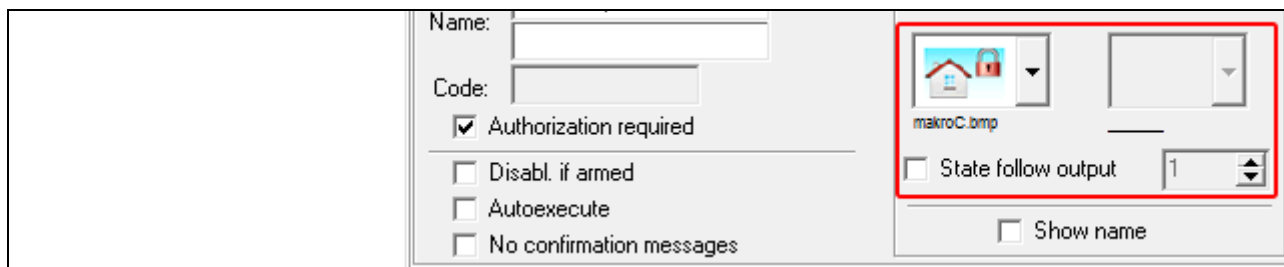 Name:
Code:
Authorization required
Disabl. if armed
Autoexecute
No confirmation messages
makroC.bmp
State follow output 1
Show name